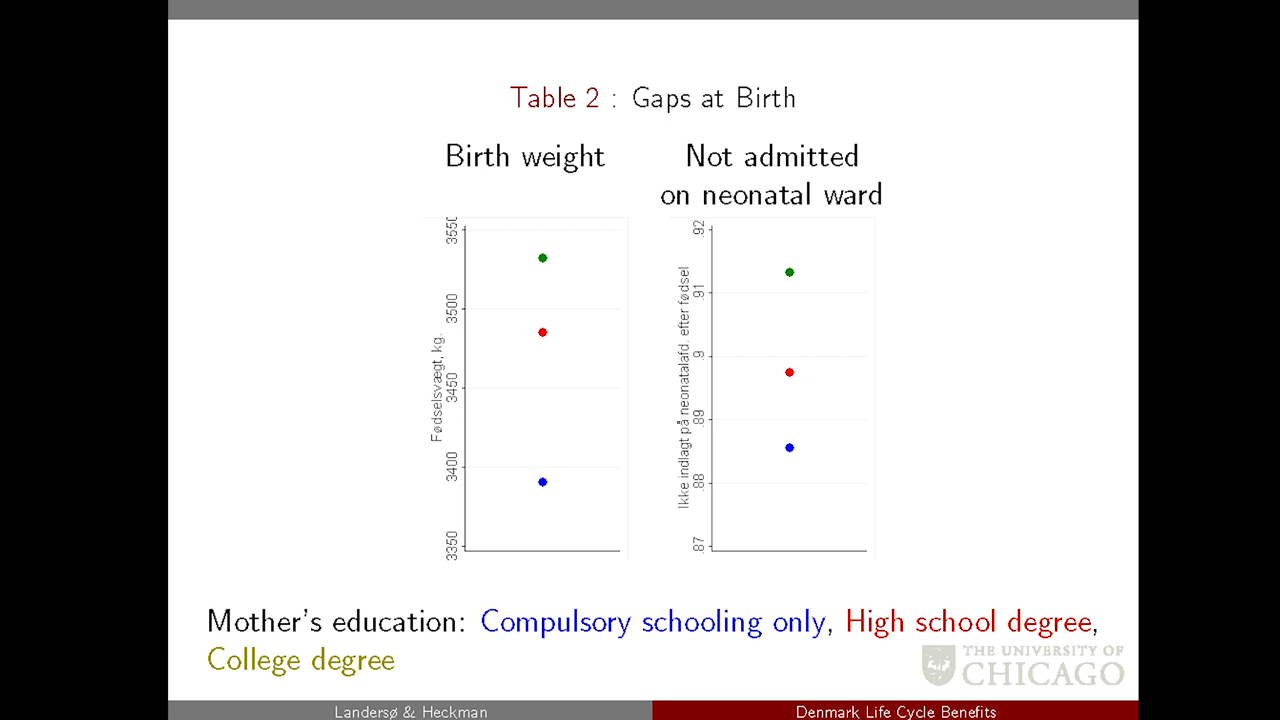 Table 2 : Gaps at Birth
Birth weight
Not admitted
on neonatal ward
Fødselsvægt, kg.
3550
3500
3450
3400
3350
Ikke indlagt på neonatalafd. efter fødsel
.92
.91
.9
.89
.88
.87
Mother's education: Compulsory schooling only, High school degree,
College degree
THE UNIVERSITY OF
CHICAGO
Landersø & Heckman
Denmark Life Cycle Benefits